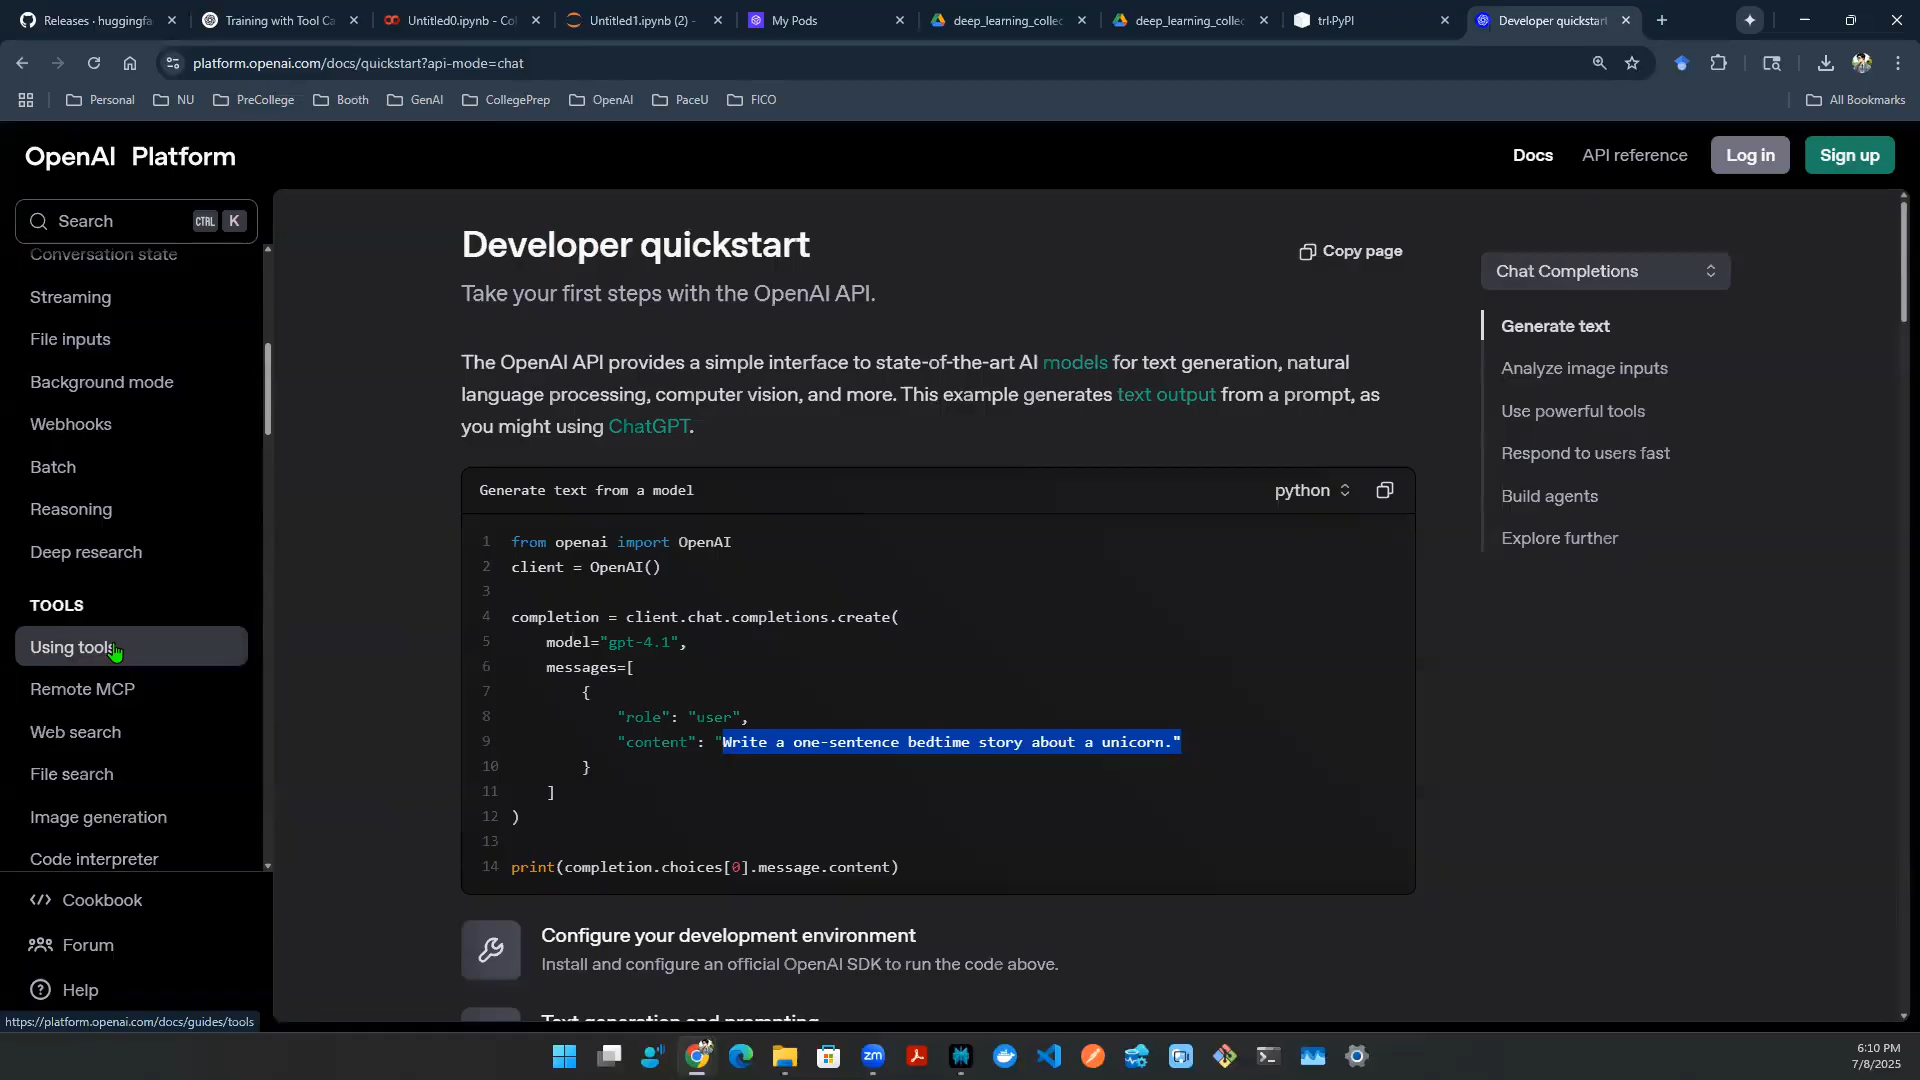 Releases · huggingfa
Training with Tool Ca
Untitled0.ipynb - Co
Untitled1.ipynb (2) -
My Pods
deep_learning_collec
deep_learning_collec
trl·PyPI
Developer quickstart
platform.openai.com/docs/quickstart?api-mode=chat
Personal
NU
PreCollege
Booth
GenAI
CollegePrep
OpenAI
PaceU
FICO
All Bookmarks
OpenAI Platform
Docs
API reference
Log in
Sign up
Search
CTRL K
Conversation state
Streaming
File inputs
Background mode
Webhooks
Batch
Reasoning
Deep research
TOOLS
Using tools
Remote MCP
Web search
File search
Image generation
Code interpreter
Cookbook
Forum
Help
https://platform.openai.com/docs/guides/tools
Developer quickstart
Copy page
Take your first steps with the OpenAI API.
The OpenAI API provides a simple interface to state-of-the-art AI models for text generation, natural
language processing, computer vision, and more. This example generates text output from a prompt, as
you might using ChatGPT.
Generate text from a model
python
1 from openai import OpenAI
2 client = OpenAI()
3
4 completion = client.chat.completions.create(
5 model="gpt-4.1",
6 messages=[
7 {
8 "role": "user",
9 "content": "Write a one-sentence bedtime story about a unicorn."
10 }
11 ]
12 )
13
14 print(completion.choices[0].message.content)
Configure your development environment
Install and configure an official OpenAI SDK to run the code above.
Text generation and prompting
Chat Completions
Generate text
Analyze image inputs
Use powerful tools
Respond to users fast
Build agents
Explore further
zm
6:10 PM
7/8/2025